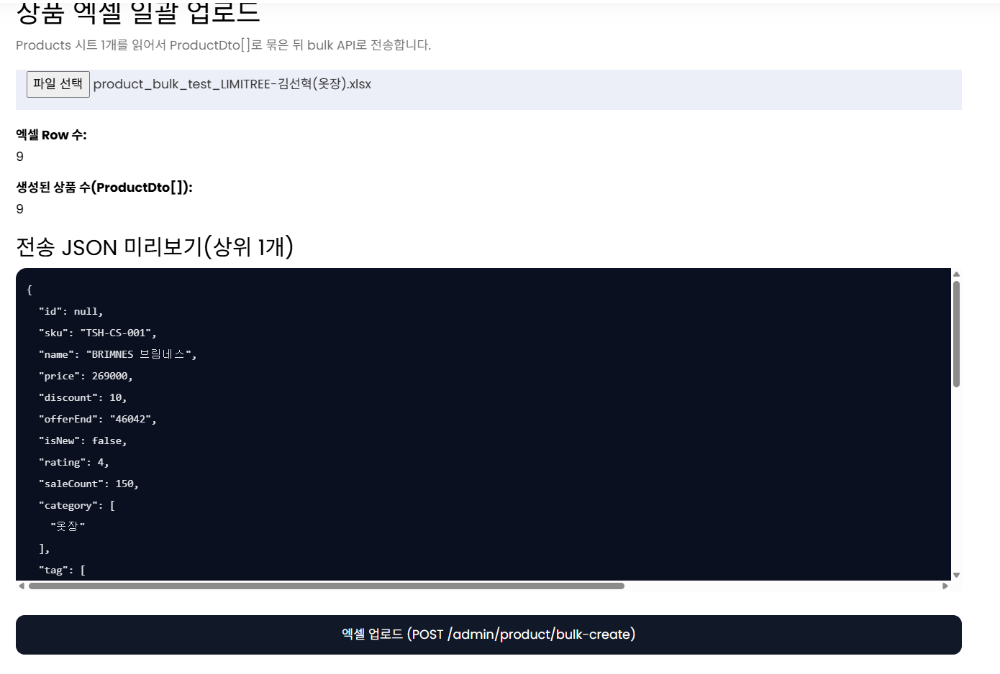 상품 엑셀 일괄 업로드
Products 시트 1개를 읽어서 ProductDto[]로 묶은 뒤 bulk API로 전송합니다.
파일 선택 product_bulk_test_LIMITREE-김선혁(옷장).xlsx
엑셀 Row 수:
9
생성된 상품 수(ProductDto[]):
9
전송 JSON 미리보기(상위 1개)
{
"id": null,
"sku": "TSH-CS-001",
"name": "BRIMNES 브림네스",
"price": 269000,
"discount": 10,
"offerEnd": "46042",
"isNew": false,
"rating": 4,
"saleCount": 150,
"category": [
"옷장"
],
"tag": [
엑셀 업로드 (POST /admin/product/bulk-create)